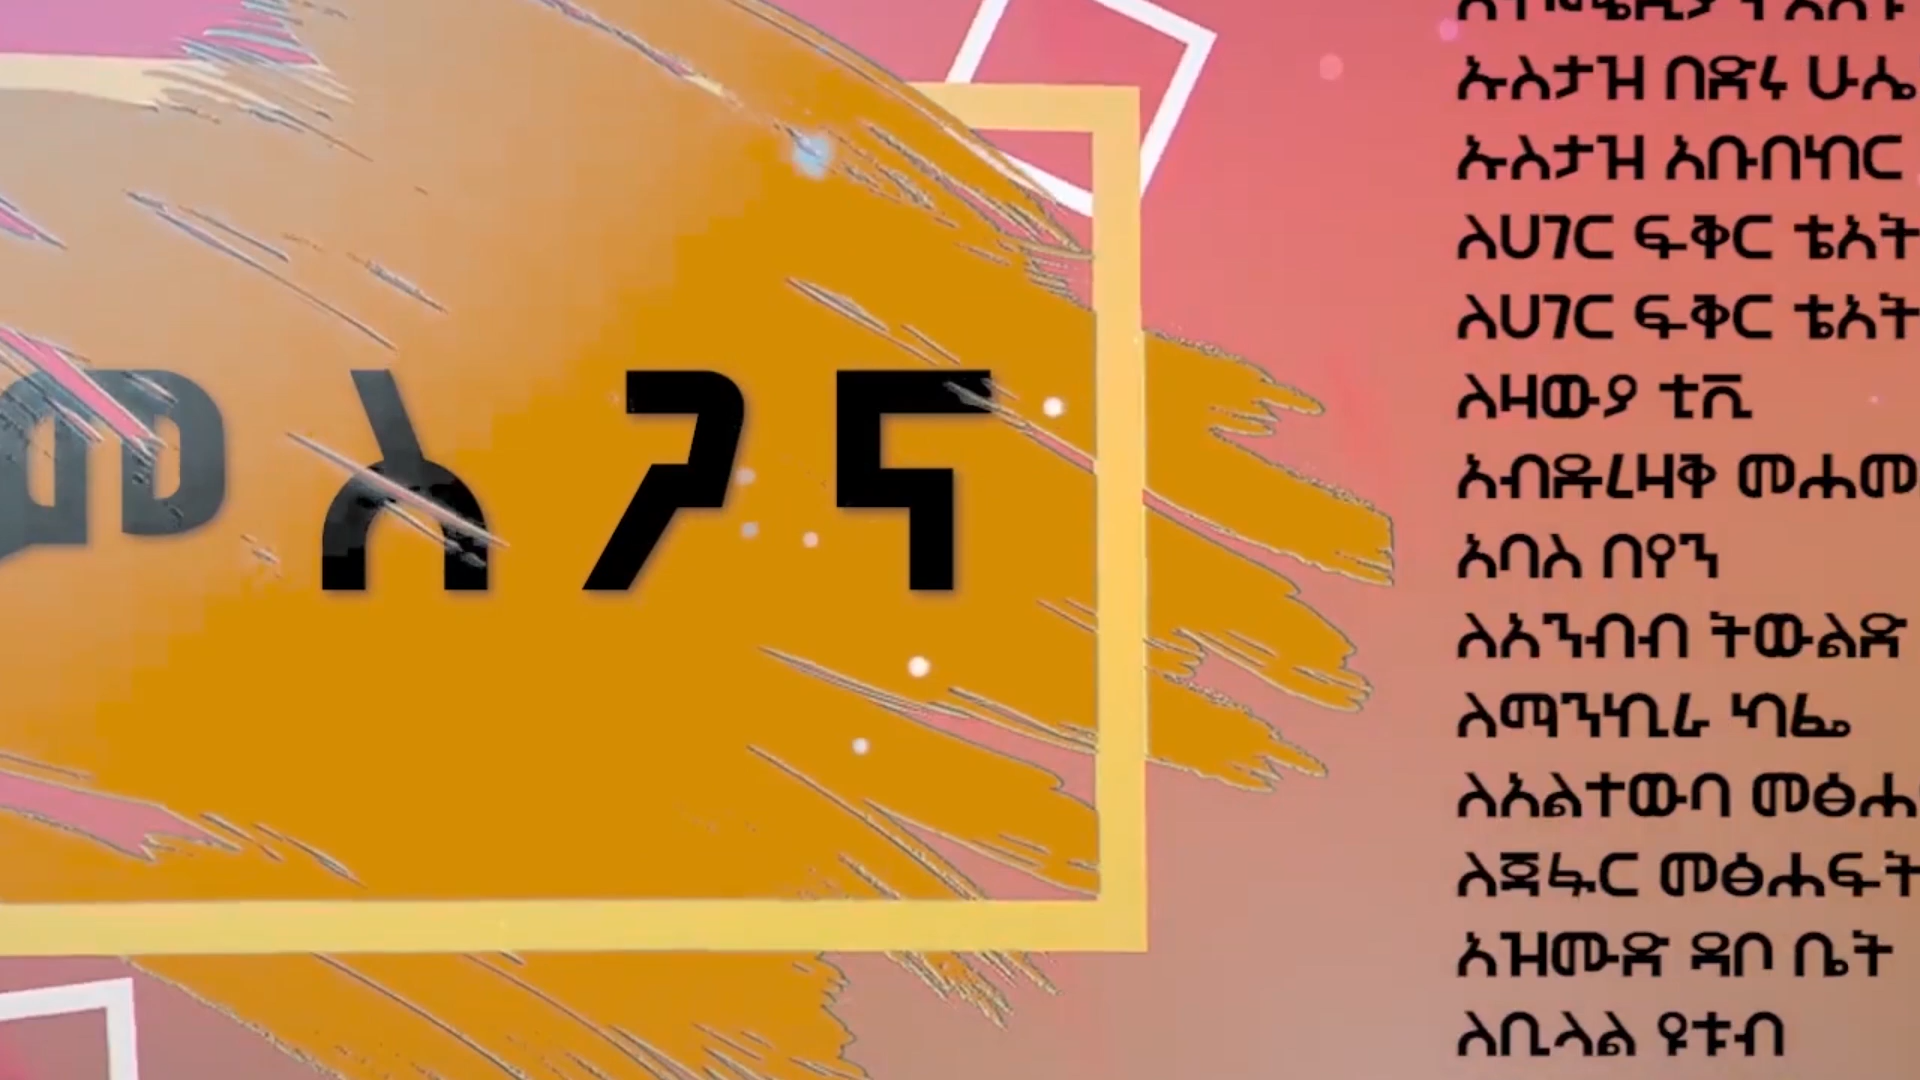 መስጋና
ኡስታዝ በድሩ ሁሴ
ኡስታዝ አቡበከር
ለሀገር ፍቅር ቴአት
ለሀገር ፍቅር ቴአት
ለዛውያ ቲቪ
አብዱረዛቅ መሐመ
አባስ በየን
ለአንብብ ትውልድ
ለማንኪራ ካፌ
ለአልተውባ መፅሐ
ለጃፋር መፅሐፍት
አዝሙድ ዳቦ ቤት
ለቢላል ዩቱብ